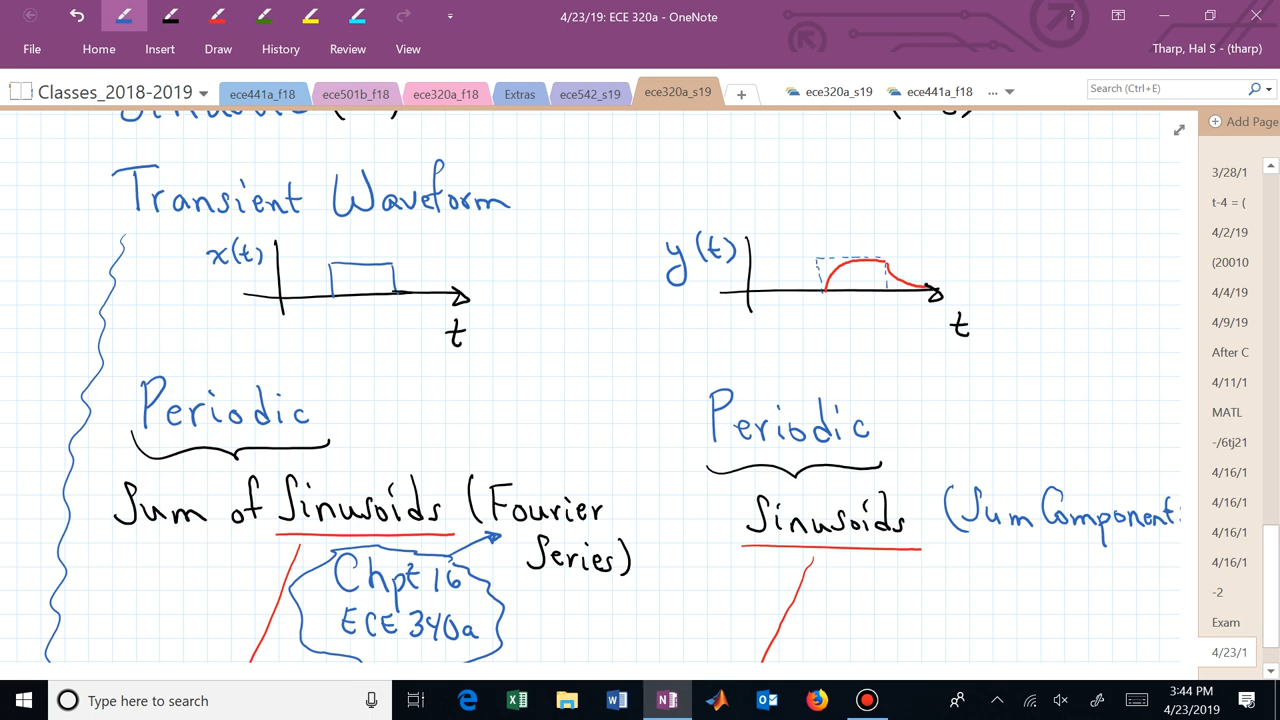 4/23/19: ECE 320a - OneNote
Tharp, Hal S - (tharp)
File Home Insert Draw History Review View
Classes_2018-2019
ece441a_f18 ece501b_f18 ece320a_f18 Extras ece542_s19 ece320a_s19 ece320a_s19 ece441a_f18 ...
Search (Ctrl+E)
Add Page
Transient Waveform
x(t)
t
y(t)
t
Periodic
Periodic
Sum of Sinusoids (Fourier
Series)
Sinusoids (Sum Component
Chpt 16
ECE 340a
3/28/1
t-4 = (
4/2/19
(20010
4/4/19
4/9/19
After C
4/11/1
MATL
-/6tj21
4/16/1
4/16/1
4/16/1
4/16/1
-2
Exam
4/23/1
Type here to search
3:44 PM
4/23/2019